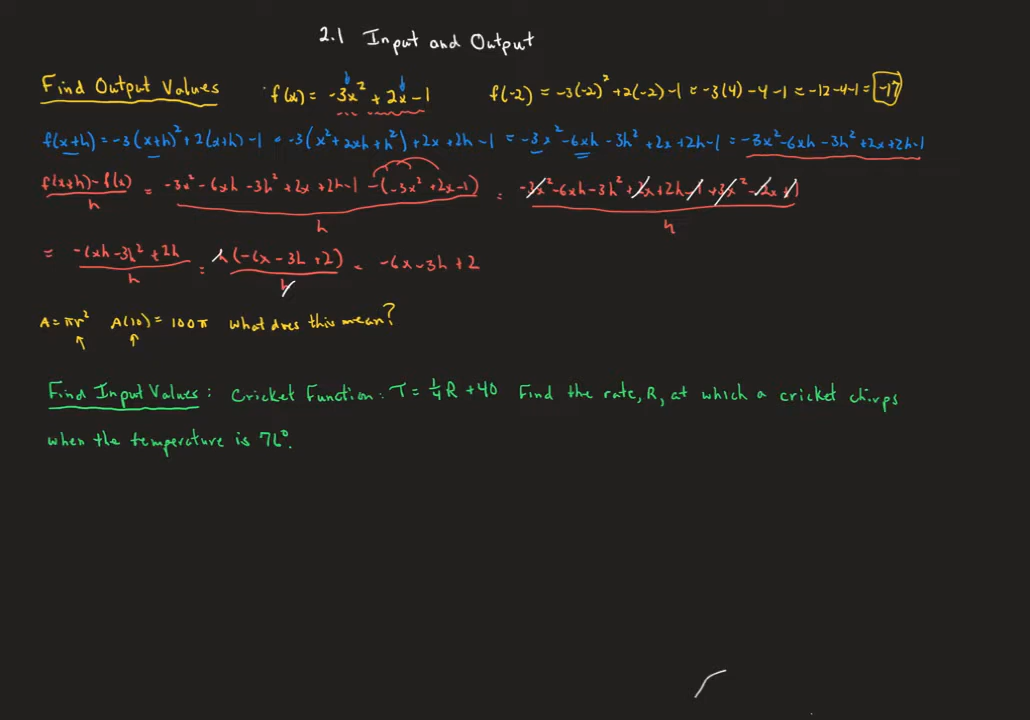 2.1 Input and Output
Find Output Values f(x) = -3x² + 2x - 1 f(-2) = -3(-2)² + 2(-2) - 1 = -3(4) - 4 - 1 = -12 - 4 - 1 = -17
f(x+h) = -3(x+h)² + 2(x+h) - 1 = -3(x² + 2xh + h²) + 2x + 2h - 1 = -3x² - 6xh - 3h² + 2x + 2h - 1 = -3x² - 6xh - 3h² + 2x + 2h - 1
f(x+h) - f(x) / h = -3x² - 6xh - 3h² + 2x + 2h - 1 - (-3x² + 2x - 1) / h = -3x² - 6xh - 3h² + 2x + 2h - 1 + 3x² - 2x + 1 / h
= -6xh - 3h² + 2h / h = h(-6x - 3h + 2) / h = -6x - 3h + 2
A = πr² A(10) = 100π What does this mean?
Find Input Values: Cricket Function: T = 1/4 R + 40 Find the rate, R, at which a cricket chirps
when the temperature is 76°.